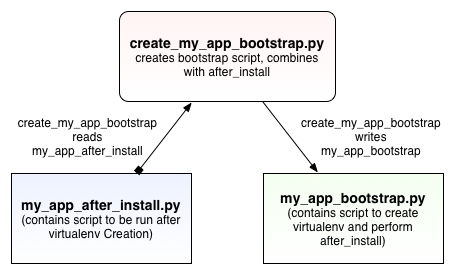 create_my_app_bootstrap.py
creates bootstrap script, combines
with after_install
create_my_app_bootstrap
reads
my_app_after_install
create_my_app_bootstrap
writes
my_app_bootstrap
my_app_after_install.py
(contains script to be run after
virtualenv Creation)
my_app_bootstrap.py
(contains script to create
virtualenv and perform
after_install)